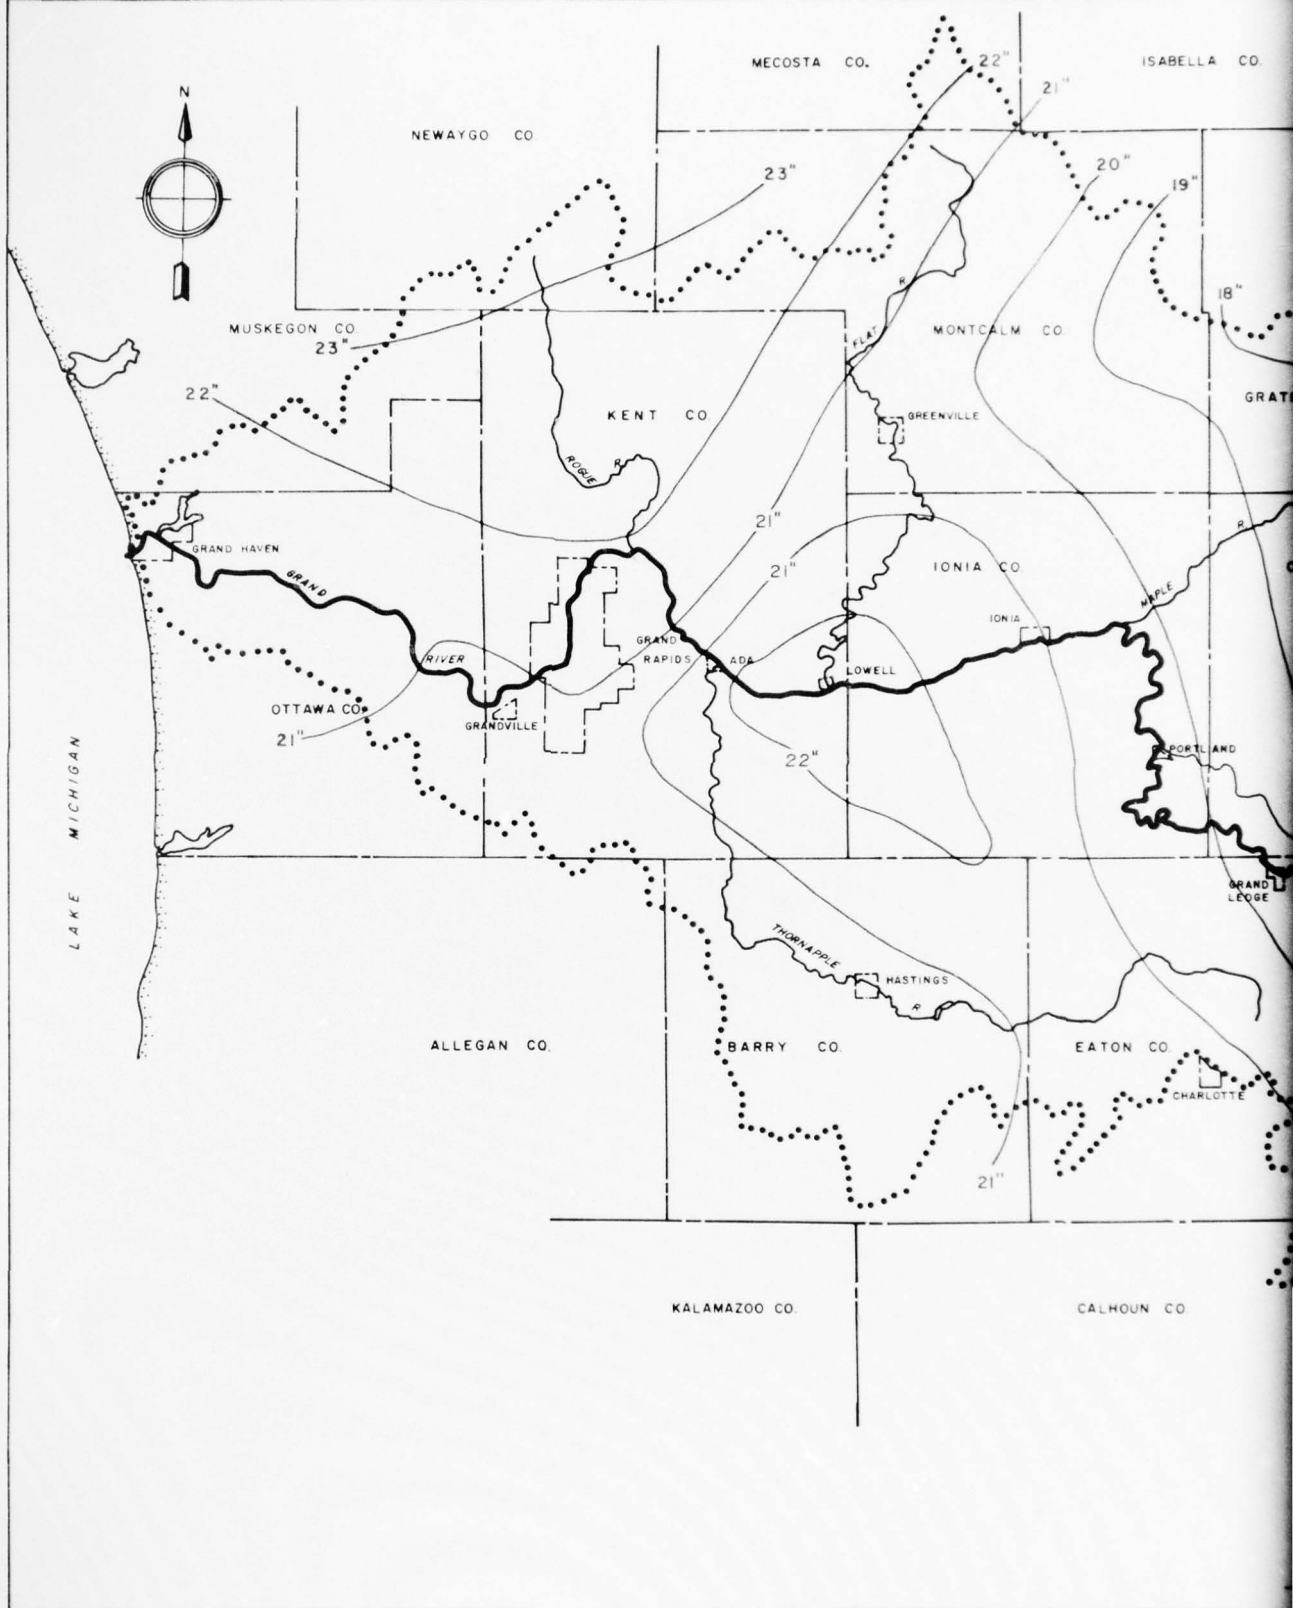 MECOSTA CO.
ISABELLA CO.
22"
21"
N
NEWAYGO CO
23"
20"
19"
18"
MUSKEGON CO.
23"
R
FLAT
MONTCALM CO.
22"
KENT CO.
GREENVILLE
GRATI
ROGUE R
21"
R
GRAND HAVEN
21"
IONIA CO.
GRAND
MAPLE
IONIA
GRAND
RAPIDS
RIVER
ADA
LOWELL
OTTAWA CO.
GRANDVILLE
21"
PORTLAND
22"
LAKE MICHIGAN
GRAND
LEDGE
THORNAPPLE
HASTINGS
R
ALLEGAN CO.
BARRY CO.
EATON CO.
CHARLOTTE
21"
KALAMAZOO CO.
CALHOUN CO.